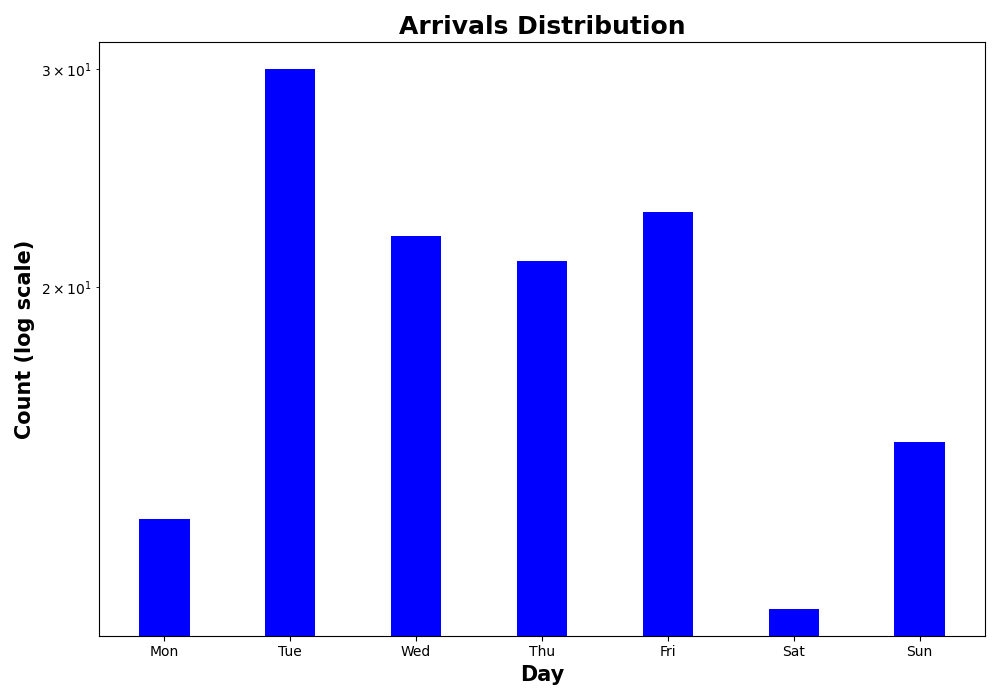 Arrivals Distribution
3 × 10¹
2 × 10¹
Count (log scale)
Mon Tue Wed Thu Fri Sat Sun
Day